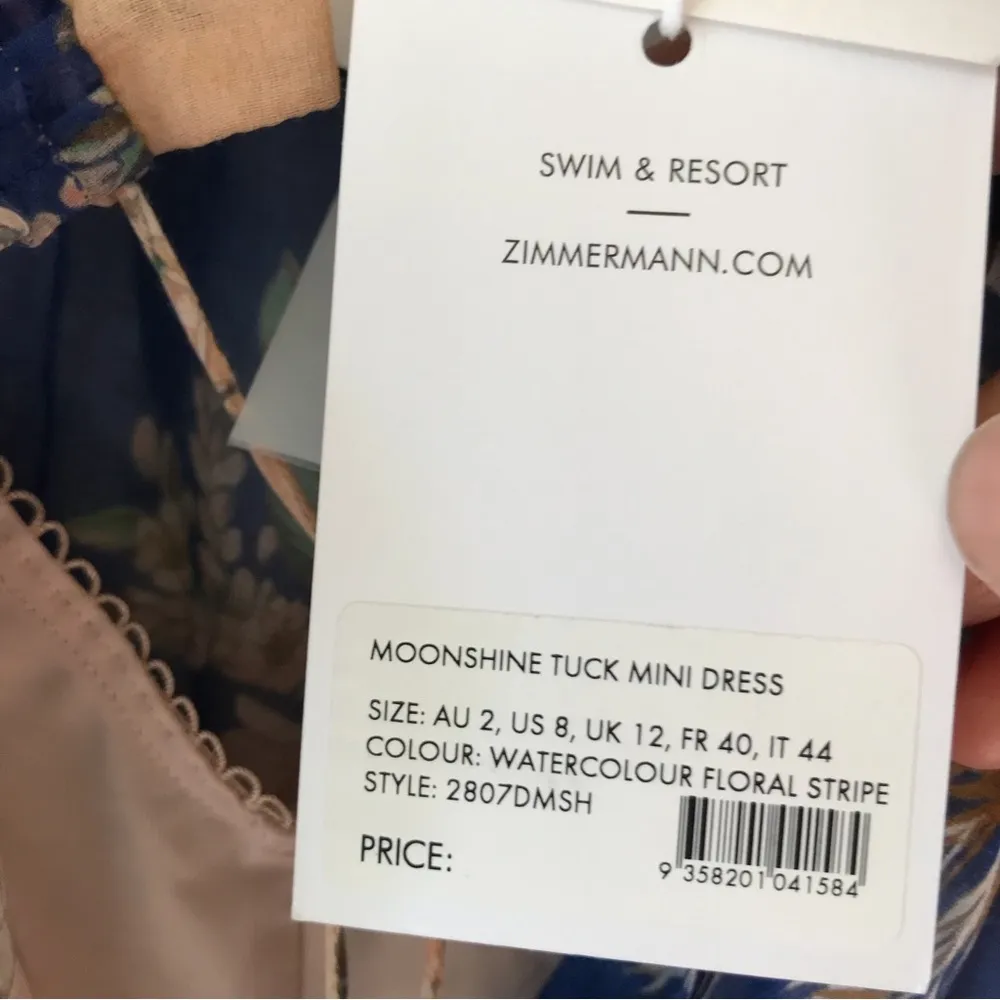 SWIM & RESORT
ZIMMERMANN.COM
MOONSHINE TUCK MINI DRESS
SIZE: AU 2, US 8, UK 12, FR 40, IT 44
COLOUR: WATERCOLOUR FLORAL STRIPE
STYLE: 2807DMSH
PRICE:
9 358201 041584